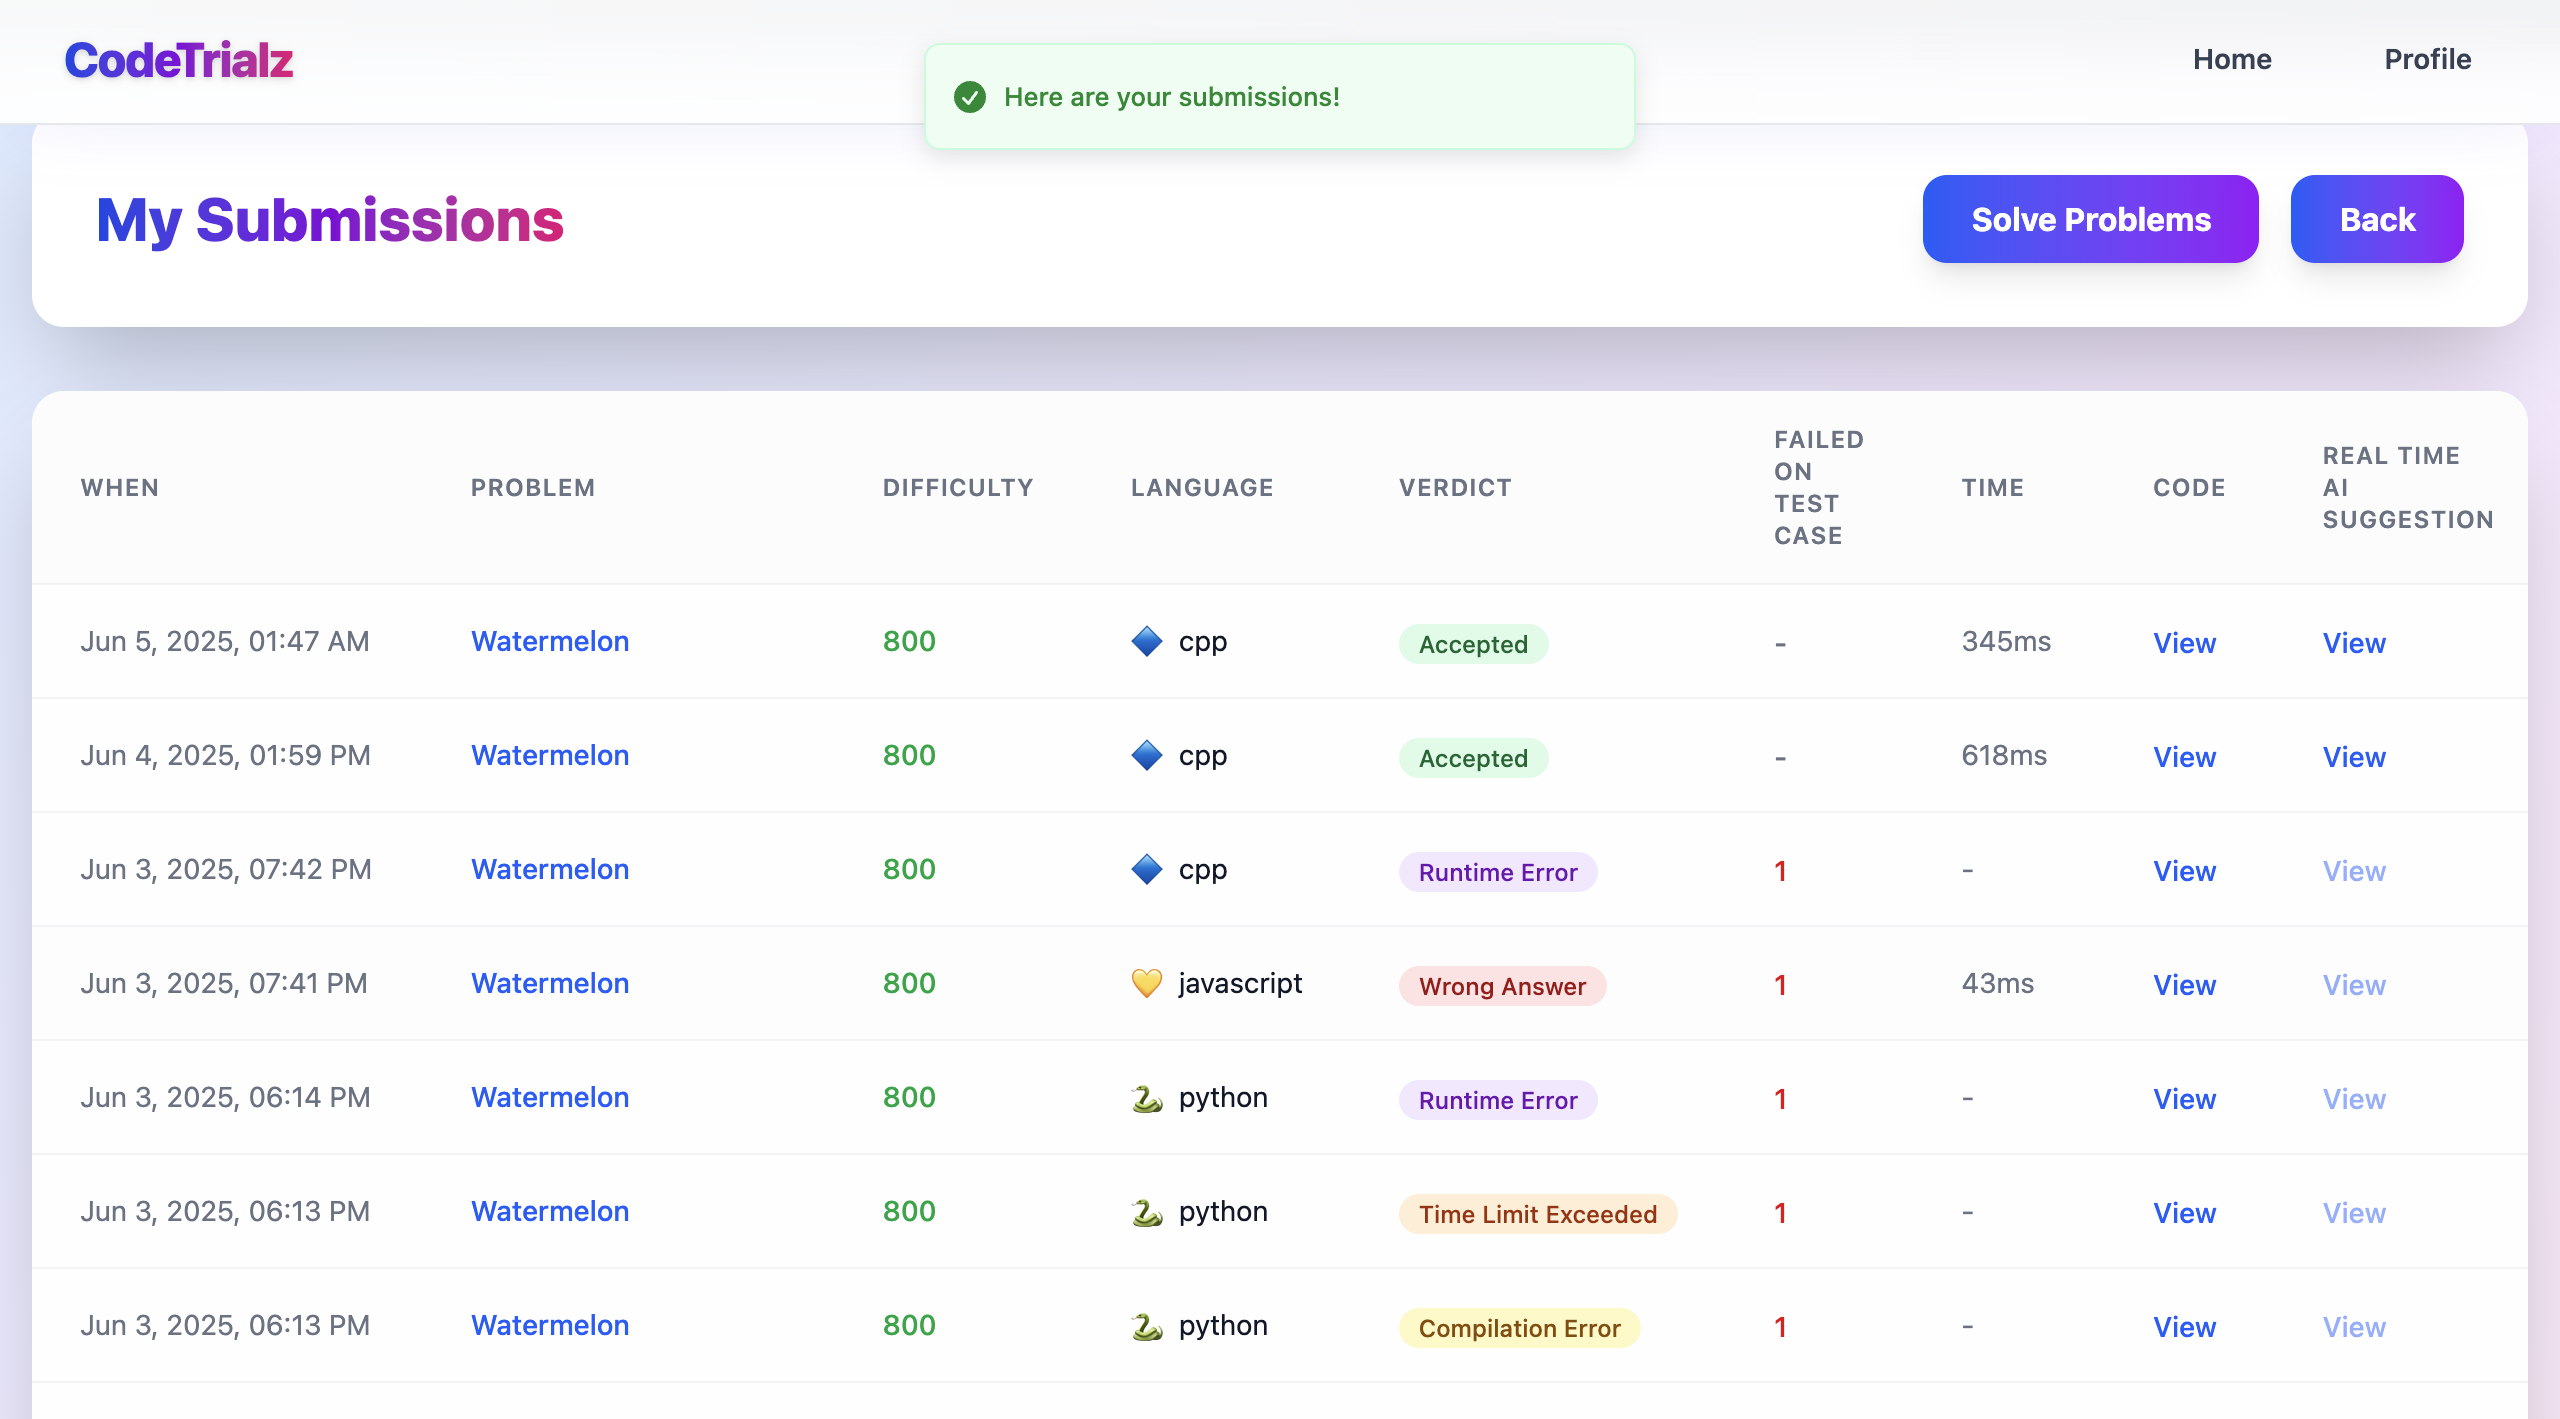 CodeTrialz
Here are your submissions!
Home Profile
My Submissions
Solve Problems Back
WHEN PROBLEM DIFFICULTY LANGUAGE VERDICT FAILED ON TEST CASE TIME CODE REAL TIME AI SUGGESTION
Jun 5, 2025, 01:47 AM Watermelon 800 cpp Accepted - 345ms View View
Jun 4, 2025, 01:59 PM Watermelon 800 cpp Accepted - 618ms View View
Jun 3, 2025, 07:42 PM Watermelon 800 cpp Runtime Error 1 - View View
Jun 3, 2025, 07:41 PM Watermelon 800 javascript Wrong Answer 1 43ms View View
Jun 3, 2025, 06:14 PM Watermelon 800 python Runtime Error 1 - View View
Jun 3, 2025, 06:13 PM Watermelon 800 python Time Limit Exceeded 1 - View View
Jun 3, 2025, 06:13 PM Watermelon 800 python Compilation Error 1 - View View